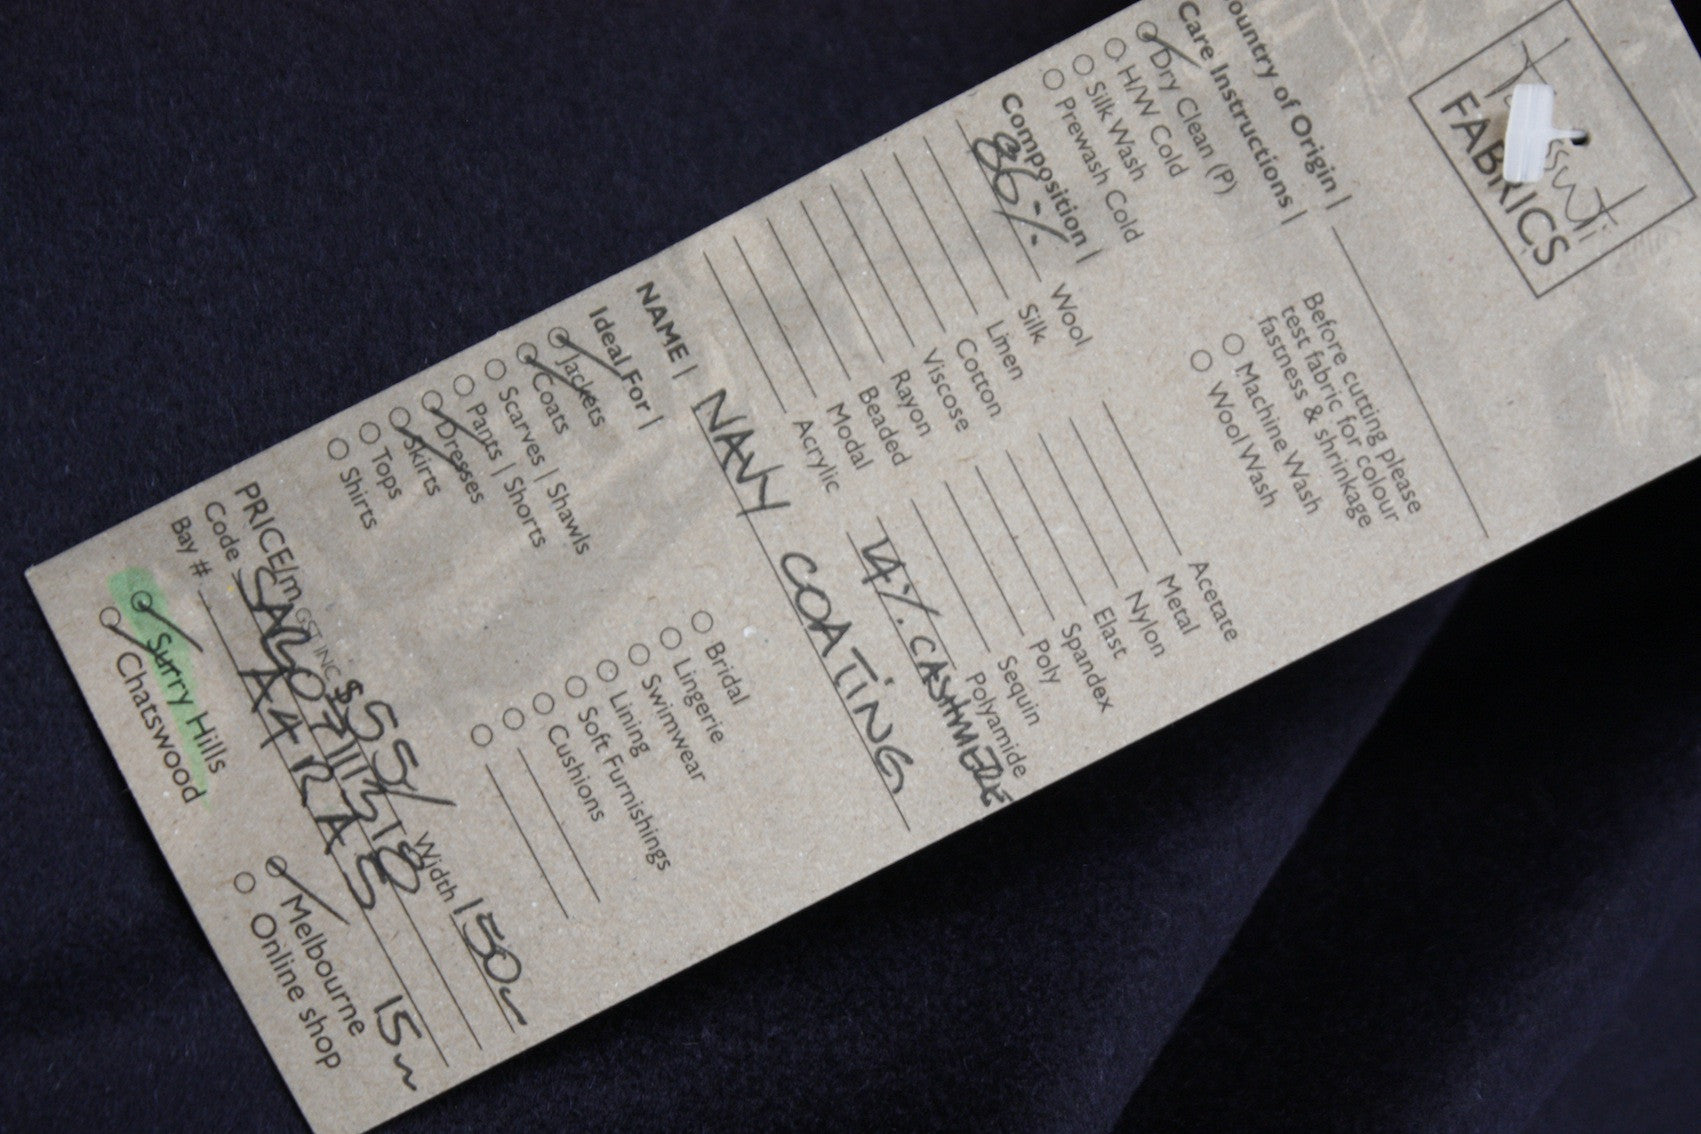 FABRICS
ountry of Origin |
Care Instructions |
Dry Clean (P)
H/W Cold
Silk Wash
Prewash Cold
Before cutting please
test fabric for colour
fastness & shrinkage
Machine Wash
Wool Wash
Composition |
86% Wool
Silk
Linen
Cotton
Viscose
Rayon
Beaded
Modal
Acrylic
Acetate
Metal
Nylon
Elast
Spandex
Poly
Sequin
Polyamide
14% CASHMERE
NAME | NAVY COATING
Ideal For |
Jackets
Coats
Scarves | Shawls
Pants | Shorts
Dresses
Skirts
Tops
Shirts
Bridal
Lingerie
Swimwear
Lining
Soft Furnishings
Cushions
PRICE/m GST INC $55/ Width 150
Code
Bay # A4 RA 15
Surry Hills
Chatswood
Melbourne
Online shop